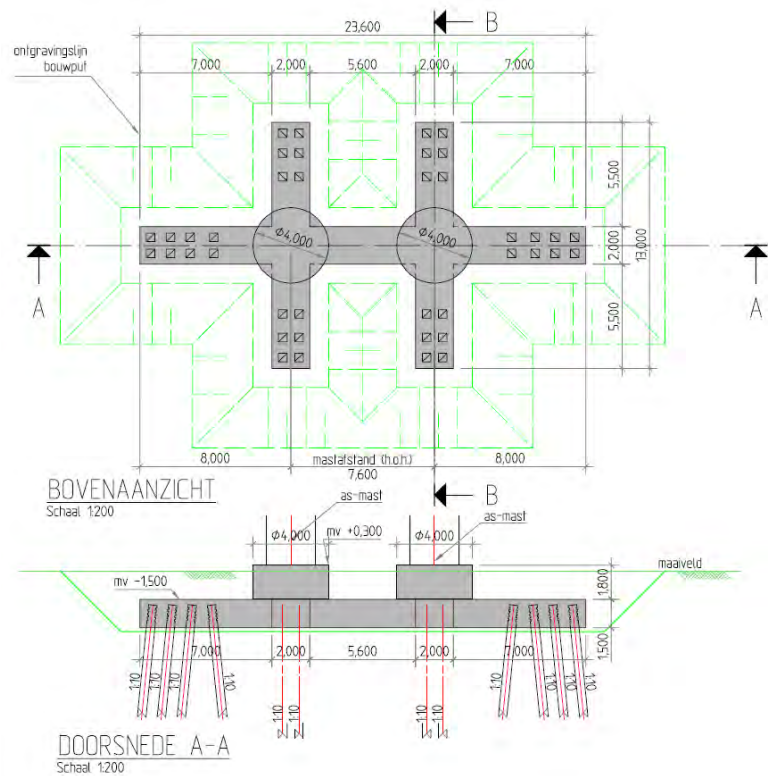 B
23,600
ontgravingslijn
bouwput
7,000 2,000 5,600 2,000 7,000
5,500
Φ4,000 Φ4,000
2,000
13,000
A A
5,500
8,000 mastafstand (h.o.h.) 8,000
7,600
BOVENAANZICHT
Schaal 1:200
B
as-mast
as-mast
Φ4,000 mv +0,300 Φ4,000
maaiveld
mv -1,500
1,800
7,000 2,000 5,600 2,000 7,000
1,500
1:10 1:10 1:10 1:10 1:10 1:10 1:10 1:10
1:10 1:10
DOORSNEDE A-A
Schaal 1:200